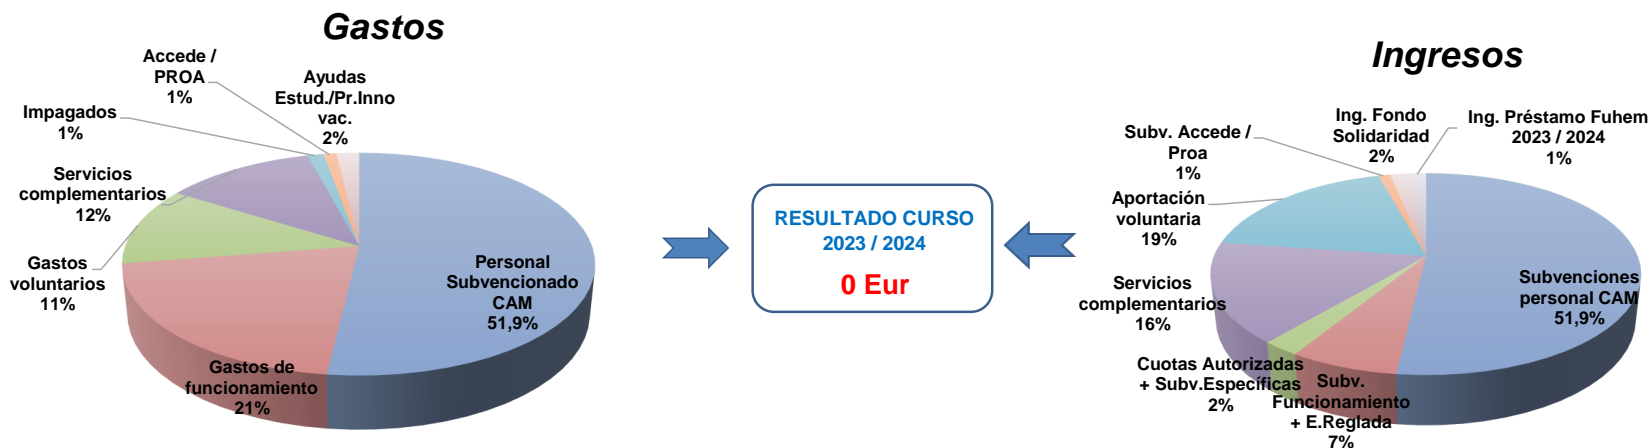 Gastos
Accede /
PROA
1%
Ayudas
Estud./Pr.Inno
vac.
2%
Impagados
1%
Servicios
complementarios
12%
Gastos
voluntarios
11%
Gastos de
funcionamiento
21%
Personal
Subvencionado
CAM
51,9%
RESULTADO CURSO
2023 / 2024
0 Eur
Ingresos
Ing. Fondo
Solidaridad
2%
Ing. Préstamo Fuhem
2023 / 2024
1%
Subv. Accede /
Proa
1%
Aportación
voluntaria
19%
Servicios
complementarios
16%
Cuotas Autorizadas
+ Subv.Específicas
2%
Subv.
Funcionamiento
+ E.Reglada
7%
Subvenciones
personal CAM
51,9%